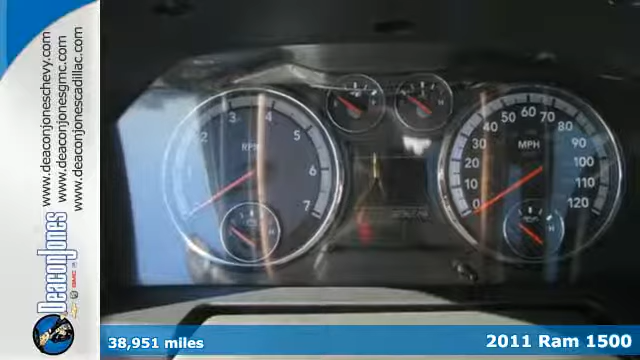 www.deaconjoneschevy.com
www.deaconjonesgmc.com
www.deaconjonescadillac.com
DEACONJONES
GMC
2
3
4
5
6
7
RPM
0
10
20
30
40
50
60
70
80
90
100
110
120
MPH
38,951 miles
2011 Ram 1500